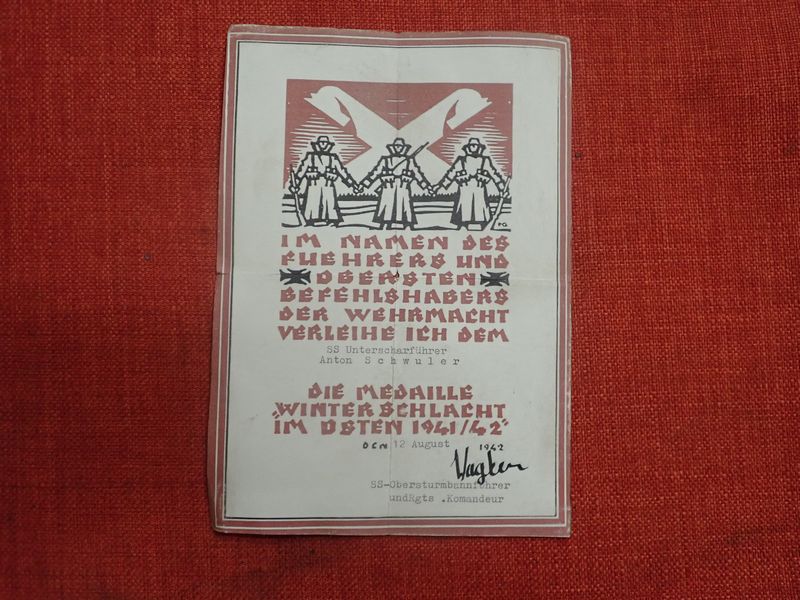 PG
IM NAMEN DES
FUEHRERS UND
OBERSTEN
BEFEHLSHABERS
DER WEHRMACHT
VERLEIHE ICH DEM
SS Unterscharführer
Anton Schwuler
DIE MEDAILLE
„WINTERSCHLACHT
IM OSTEN 1941/42"
DEN 12 August 1942
SS-Obersturmbannführer
undRgts .Komandeur